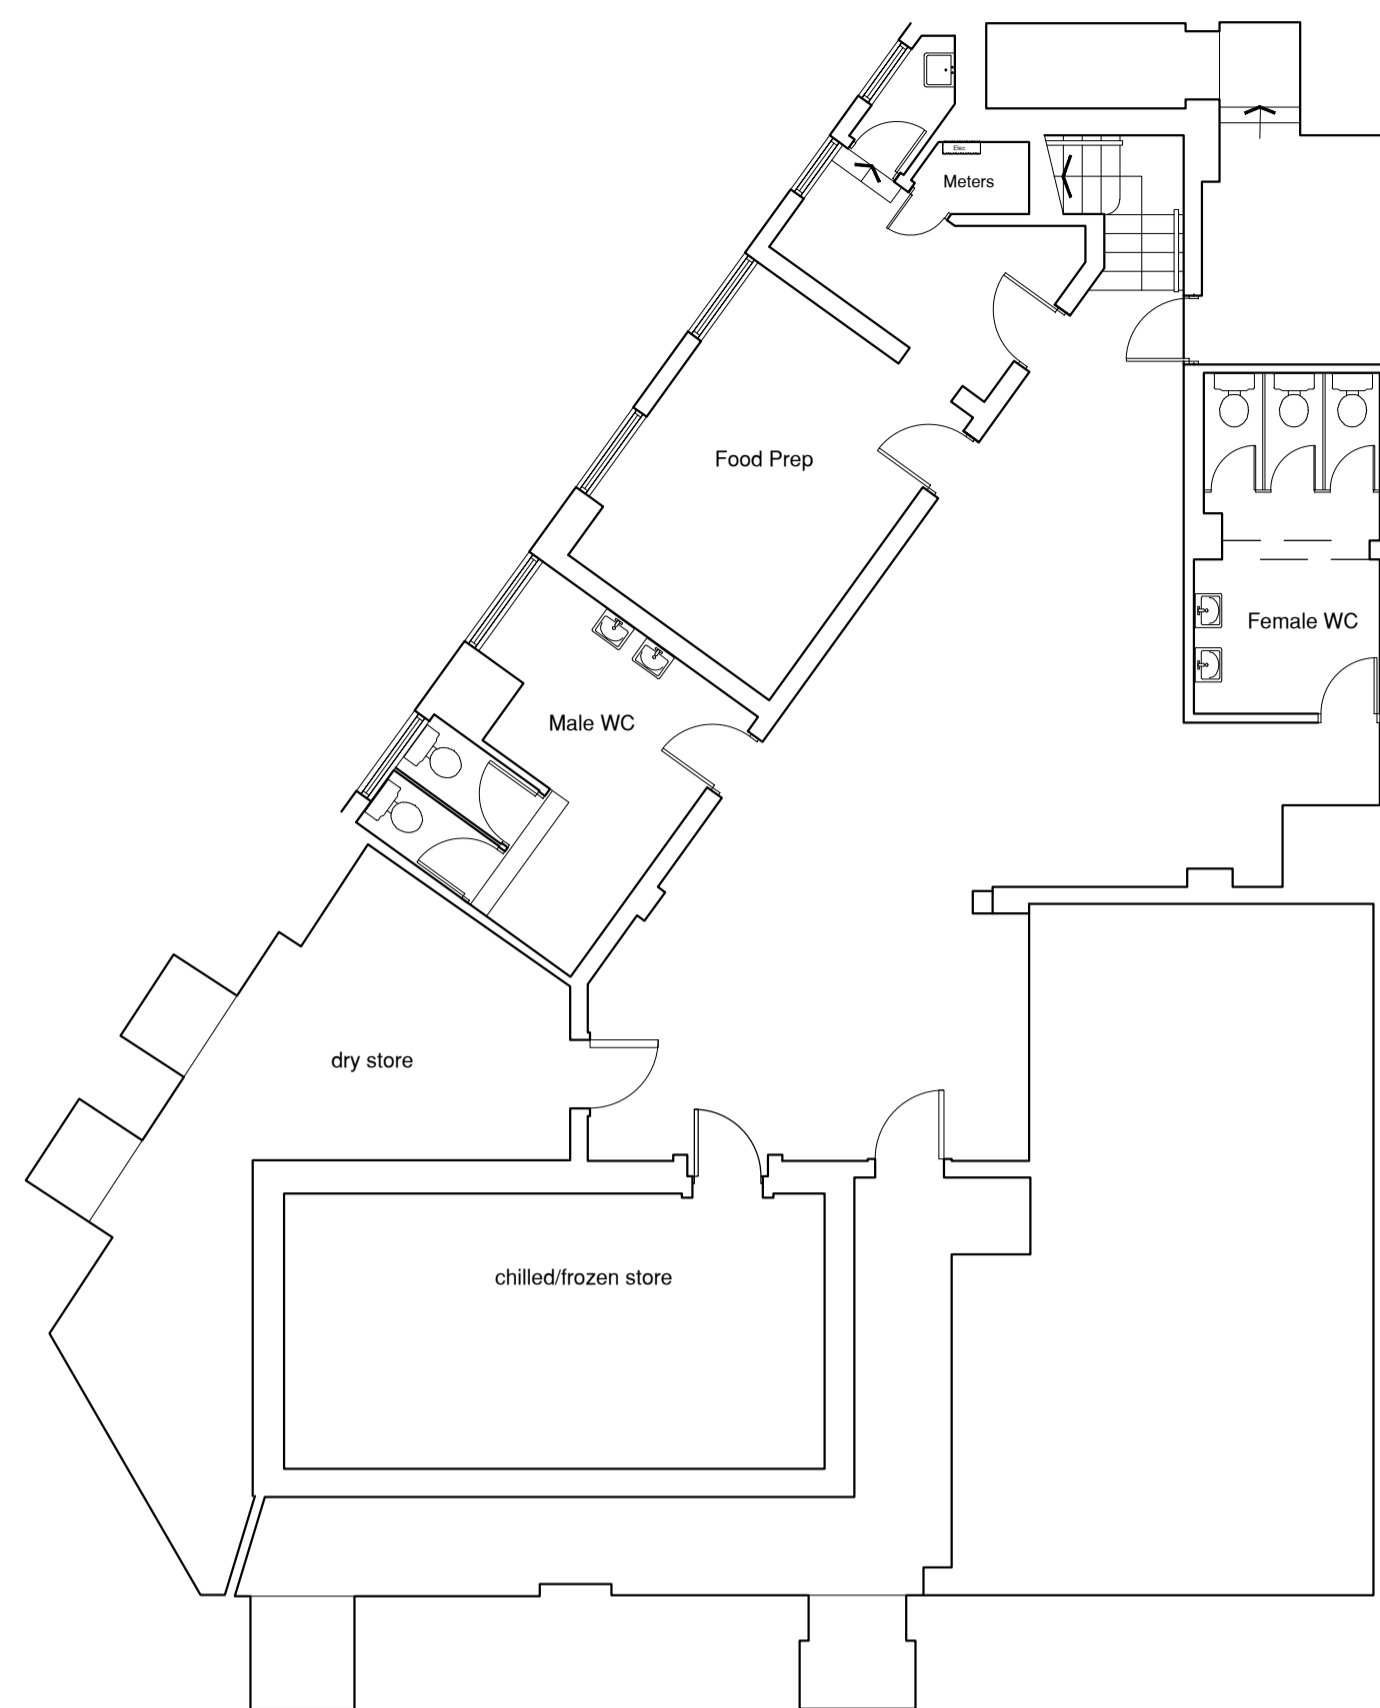 Elec
Meters
Food Prep
Female WC
Male WC
dry store
chilled/frozen store